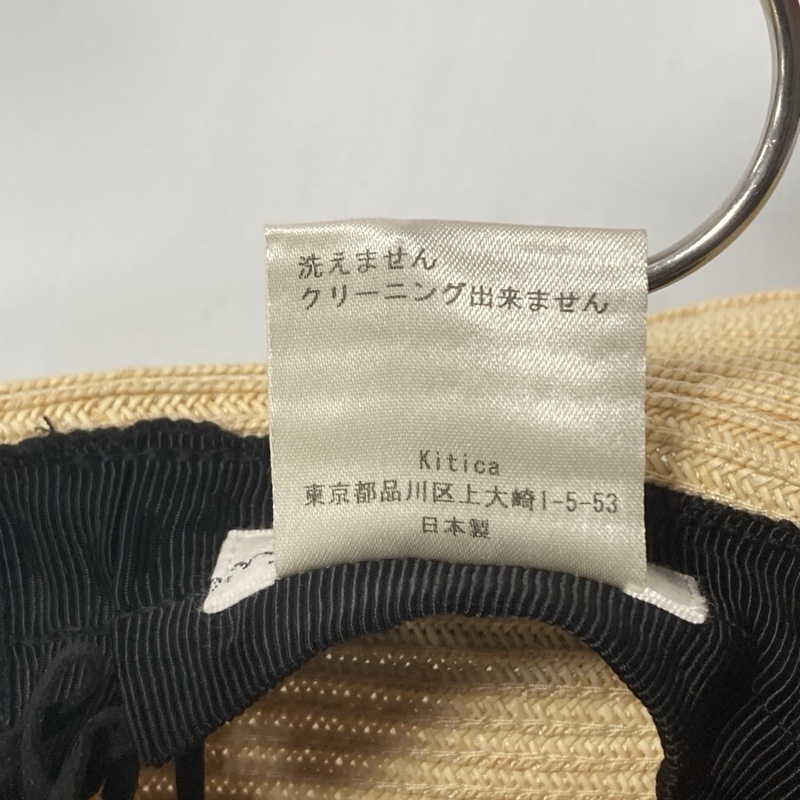 洗えません
クリーニング出来ません
Kitica
東京都品川区上大崎1-5-53
日本製